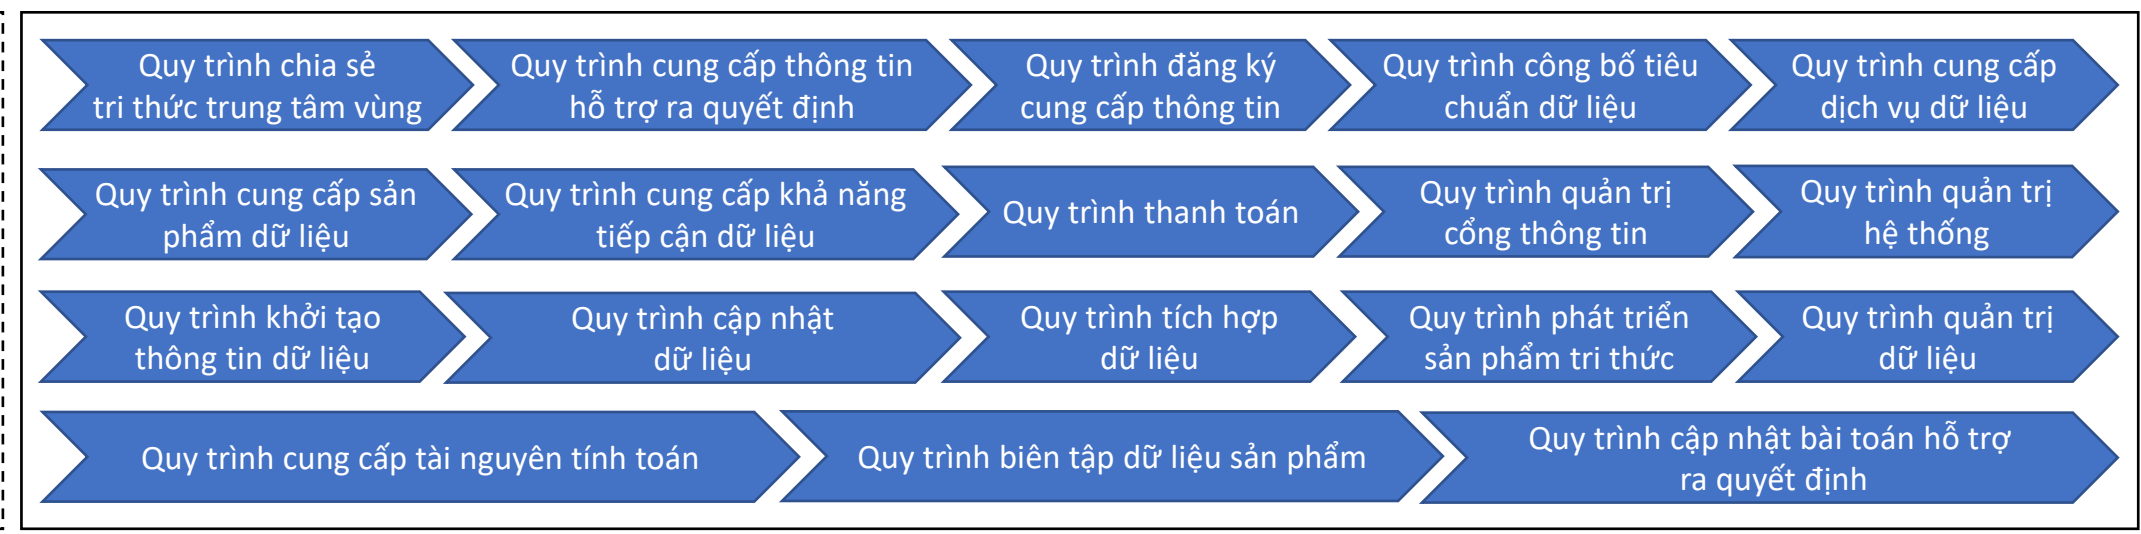 Quy trình chia sẻ
tri thức trung tâm vùng
Quy trình cung cấp thông tin
hỗ trợ ra quyết định
Quy trình đăng ký
cung cấp thông tin
Quy trình công bố tiêu
chuẩn dữ liệu
Quy trình cung cấp
dịch vụ dữ liệu
Quy trình cung cấp sản
phẩm dữ liệu
Quy trình cung cấp khả năng
tiếp cận dữ liệu
Quy trình thanh toán
Quy trình quản trị
cổng thông tin
Quy trình quản trị
hệ thống
Quy trình khởi tạo
thông tin dữ liệu
Quy trình cập nhật
dữ liệu
Quy trình tích hợp
dữ liệu
Quy trình phát triển
sản phẩm tri thức
Quy trình quản trị
dữ liệu
Quy trình cung cấp tài nguyên tính toán
Quy trình biên tập dữ liệu sản phẩm
Quy trình cập nhật bài toán hỗ trợ
ra quyết định